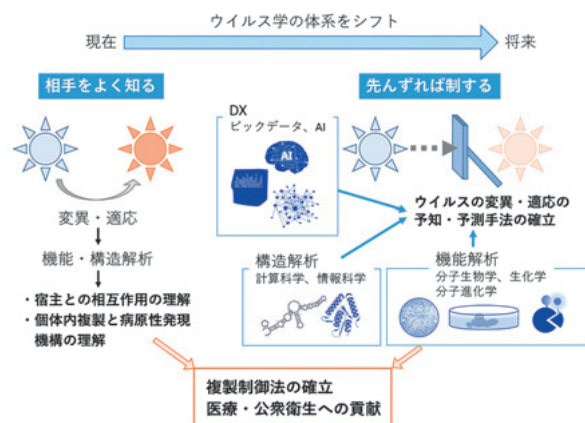 ウイルス学の体系をシフト
現在
将来
相手をよく知る
先んずれば制する
変異・適応
機能・構造解析
・宿主との相互作用の理解
・個体内複製と病原性発現
機構の理解
DX
ビックデータ、AI
AI
ウイルスの変異・適応の
予知・予測手法の確立
構造解析
計算科学、情報科学
機能解析
分子生物学、生化学
分子進化学
複製制御法の確立
医療・公衆衛生への貢献